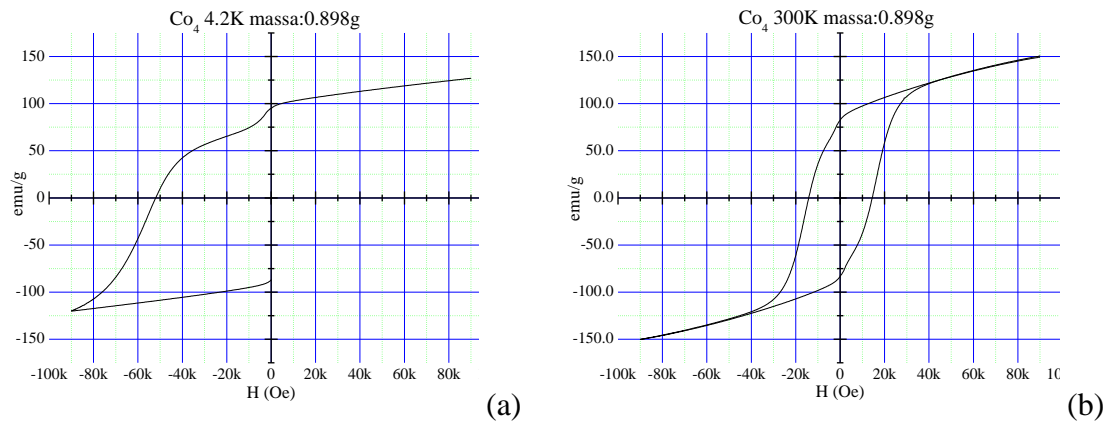 Co4 4.2K massa:0.898g
150
100
50
0.0
-50
-100
-150
emu/g
-100k -80k -60k -40k -20k 0 20k 40k 60k 80k
H (Oe)
(a)
Co4 300K massa:0.898g
150.0
100.0
50.0
0.0
-50.0
-100.0
-150.0
emu/g
-100k -80k -60k -40k -20k 0 20k 40k 60k 80k 10
H (Oe)
(b)